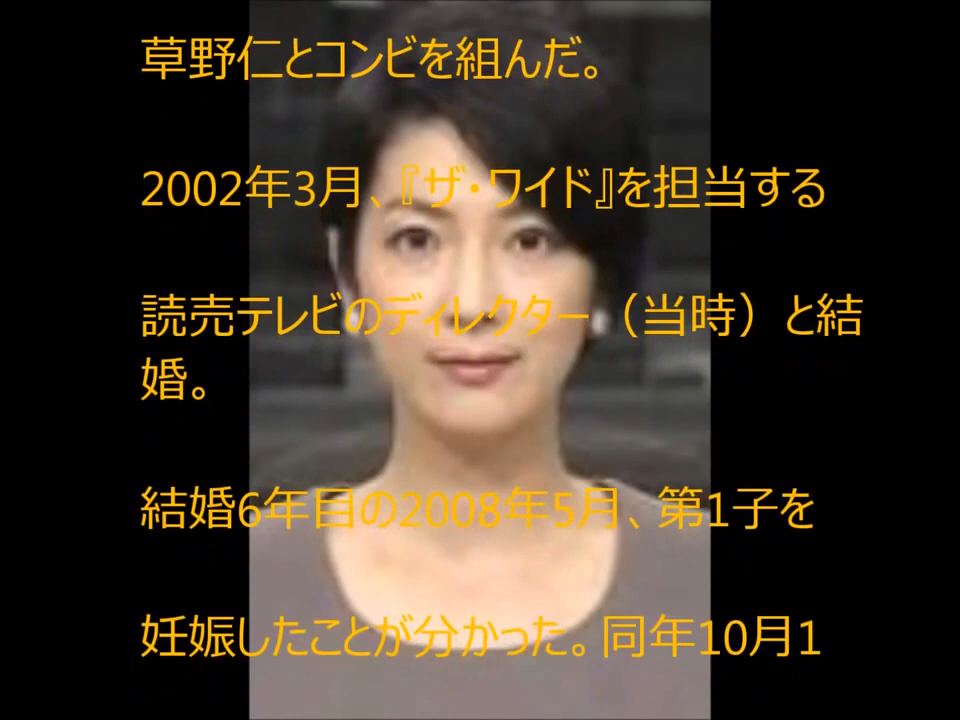 草野仁とコンビを組んだ。
2002年3月、『ザ・ワイド』を担当する
読売テレビのディレクター（当時）と結
婚。
結婚6年目の2008年5月、第1子を
妊娠したことが分かった。同年10月1